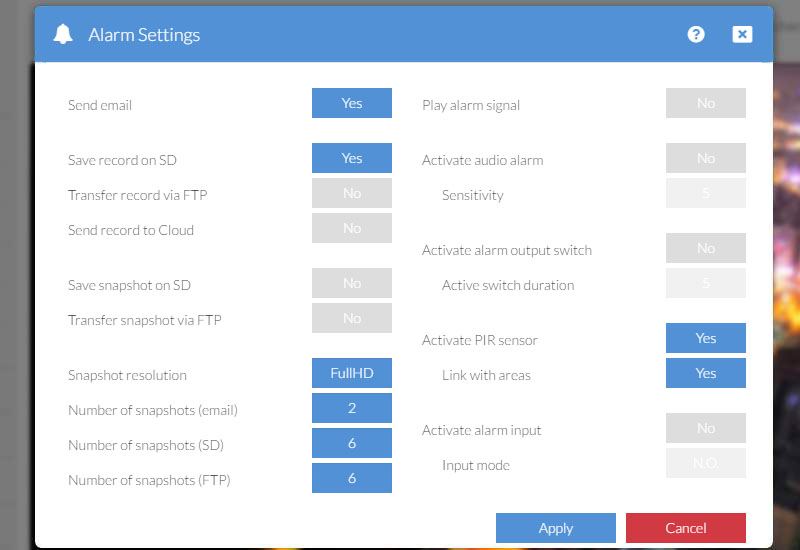 Alarm Settings
Send email Yes
Save record on SD Yes
Transfer record via FTP No
Send record to Cloud No
Save snapshot on SD No
Transfer snapshot via FTP No
Snapshot resolution FullHD
Number of snapshots (email) 2
Number of snapshots (SD) 6
Number of snapshots (FTP) 6
Play alarm signal No
Activate audio alarm No
Sensitivity 5
Activate alarm output switch No
Active switch duration 5
Activate PIR sensor Yes
Link with areas Yes
Activate alarm input No
Input mode N.O.
Apply Cancel